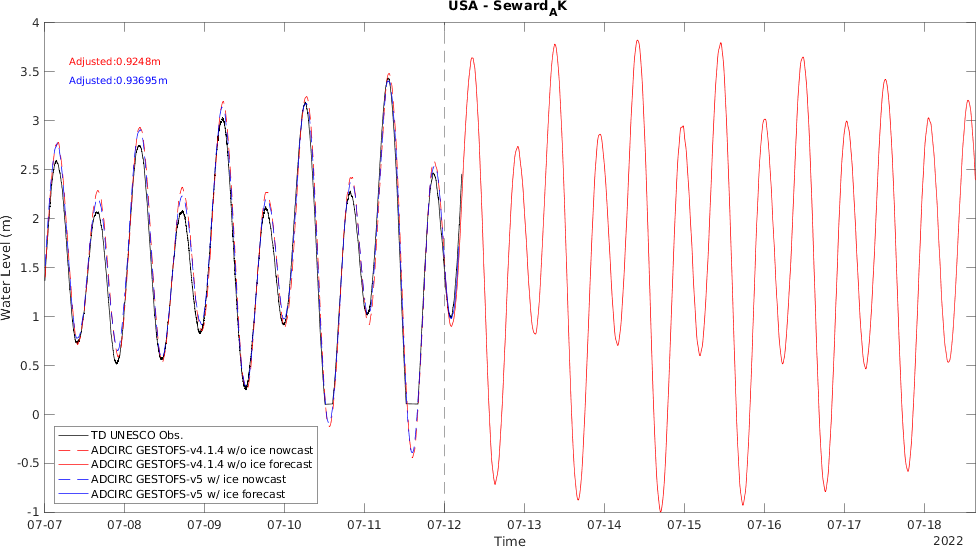 USA - Seward_AK
Adjusted:0.9248m
Adjusted:0.93695m
4
3.5
3
2.5
2
1.5
1
0.5
0
-0.5
-1
Water Level (m)
TD UNESCO Obs.
ADCIRC GESTOFS-v4.1.4 w/o ice nowcast
ADCIRC GESTOFS-v4.1.4 w/o ice forecast
ADCIRC GESTOFS-v5 w/ ice nowcast
ADCIRC GESTOFS-v5 w/ ice forecast
07-07 07-08 07-09 07-10 07-11 07-12 07-13 07-14 07-15 07-16 07-17 07-18
Time
2022